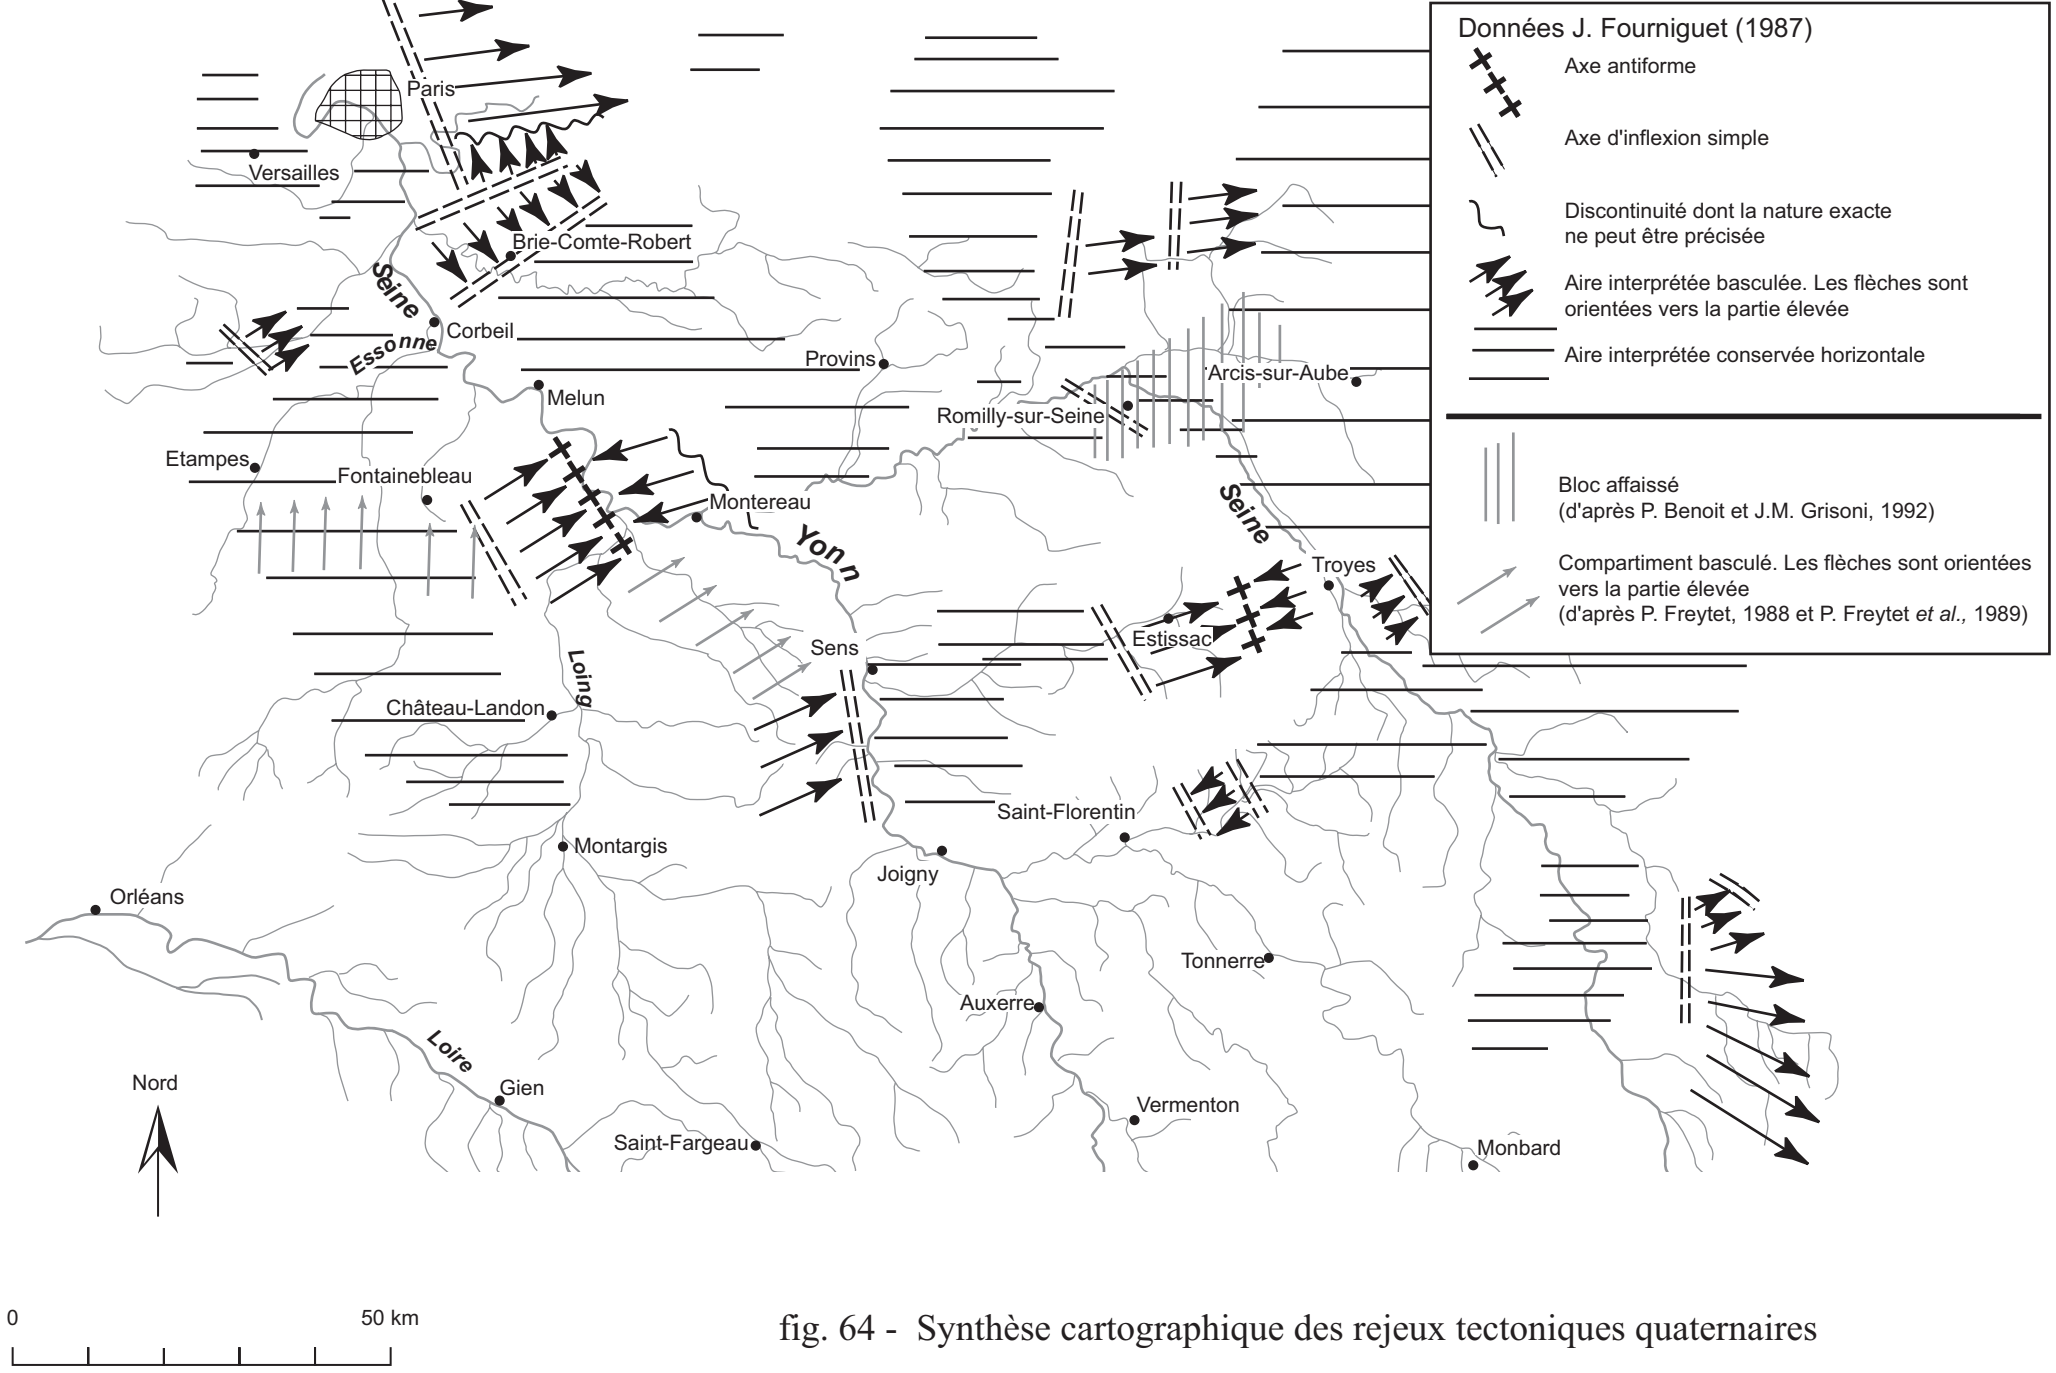 Données J. Fourniguet (1987)
Axe antiforme
Axe d'inflexion simple
Discontinuité dont la nature exacte
ne peut être précisée
Aire interprétée basculée. Les flèches sont
orientées vers la partie élevée
Aire interprétée conservée horizontale
Bloc affaissé
(d'après P. Benoit et J.M. Grisoni, 1992)
Compartiment basculé. Les flèches sont orientées
vers la partie élevée
(d'après P. Freytet, 1988 et P. Freytet et al., 1989)
Paris
Versailles
Brie-Comte-Robert
Seine
Corbeil
Essonne
Provins
Arcis-sur-Aube
Melun
Romilly-sur-Seine
Etampes
Fontainebleau
Montereau
Seine
Yonn
Troyes
Estissac
Sens
Loing
Château-Landon
Saint-Florentin
Montargis
Joigny
Orléans
Tonnerre
Auxerre
Loire
Nord
Gien
Vermenton
Saint-Fargeau
Monbard
0
50 km
fig. 64 - Synthèse cartographique des rejeux tectoniques quaternaires